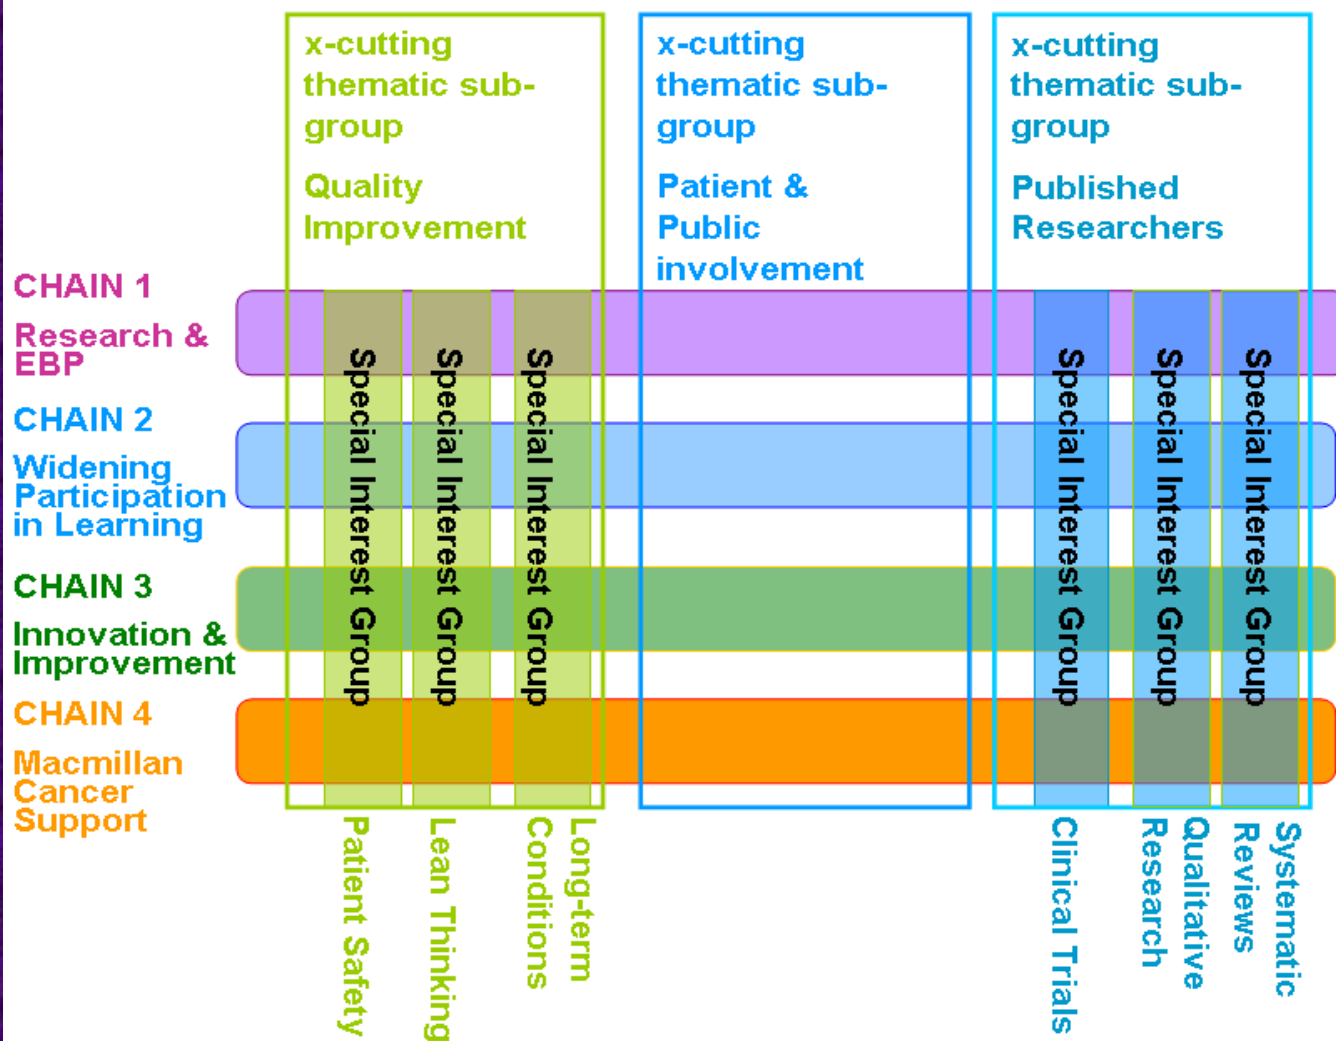 x-cutting
thematic sub-
group
Quality
Improvement
x-cutting
thematic sub-
group
Patient &
Public
involvement
x-cutting
thematic sub-
group
Published
Researchers
CHAIN 1
Research &
EBP
CHAIN 2
Widening
Participation
in Learning
CHAIN 3
Innovation &
Improvement
CHAIN 4
Macmillan
Cancer
Support
Special Interest Group
Special Interest Group
Special Interest Group
Special Interest Group
Special Interest Group
Special Interest Group
Patient Safety
Lean Thinking
Long-term
Conditions
Clinical Trials
Qualitative
Research
Systematic
Reviews